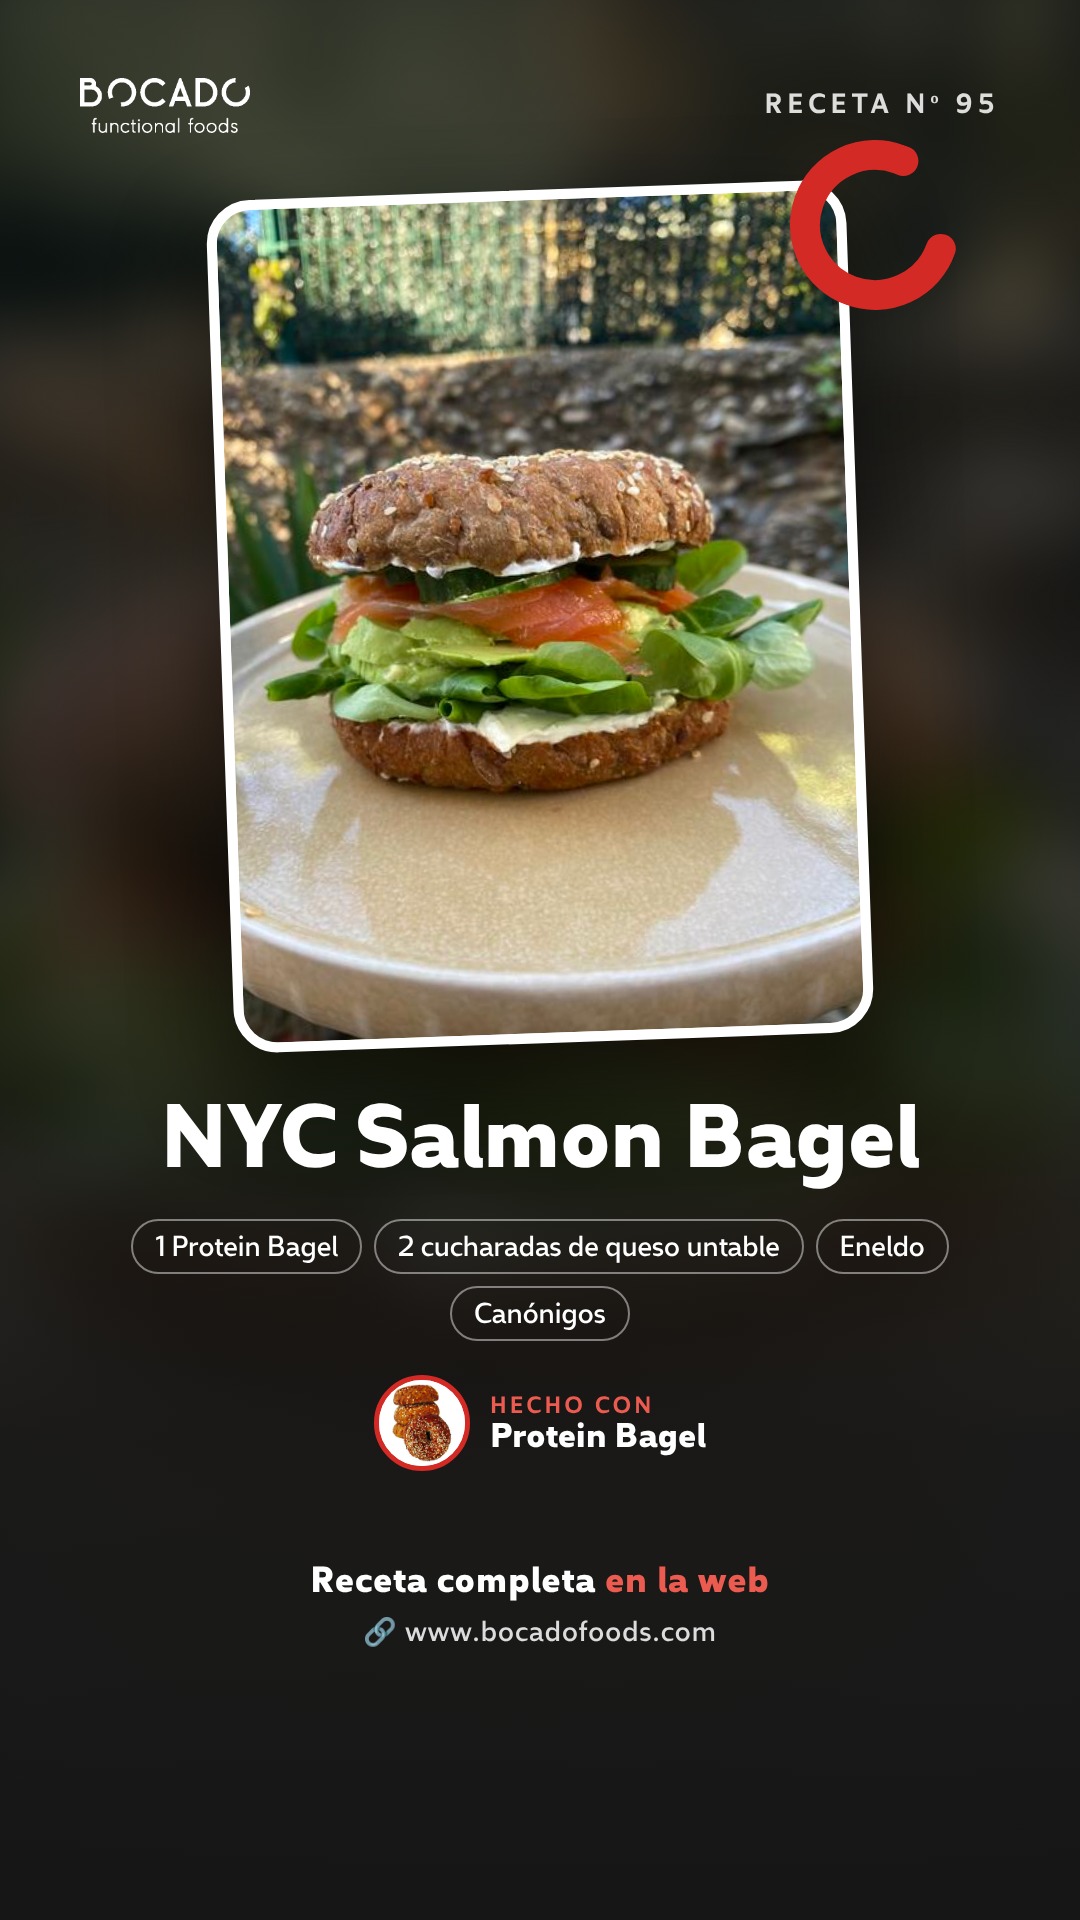 BOCADO
functional foods
RECETA Nº 95
NYC Salmon Bagel
1 Protein Bagel
2 cucharadas de queso untable
Eneldo
Canónigos
HECHO CON
Protein Bagel
Receta completa en la web
www.bocadofoods.com